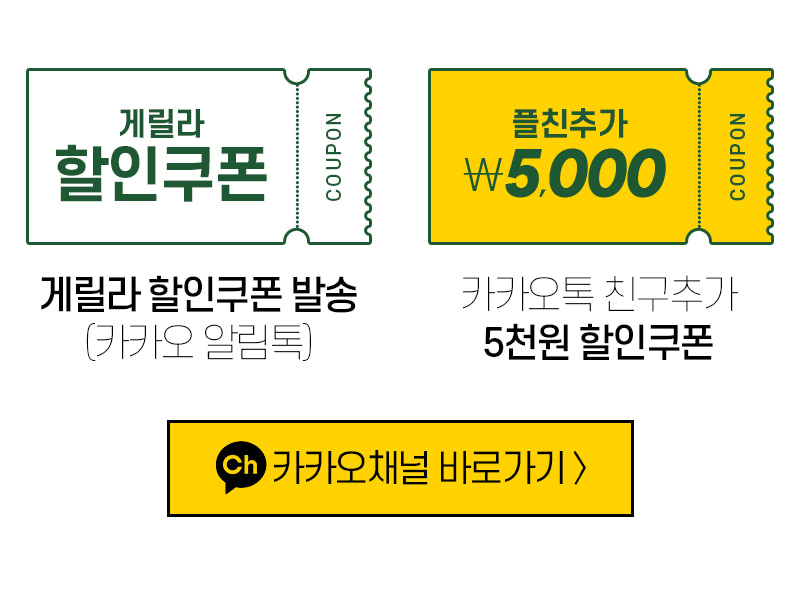 게릴라
할인쿠폰
COUPON
게릴라 할인쿠폰 발송
(카카오 알림톡)
플친추가
₩5,000
COUPON
카카오톡 친구추가
5천원 할인쿠폰
Ch 카카오채널 바로가기 〉